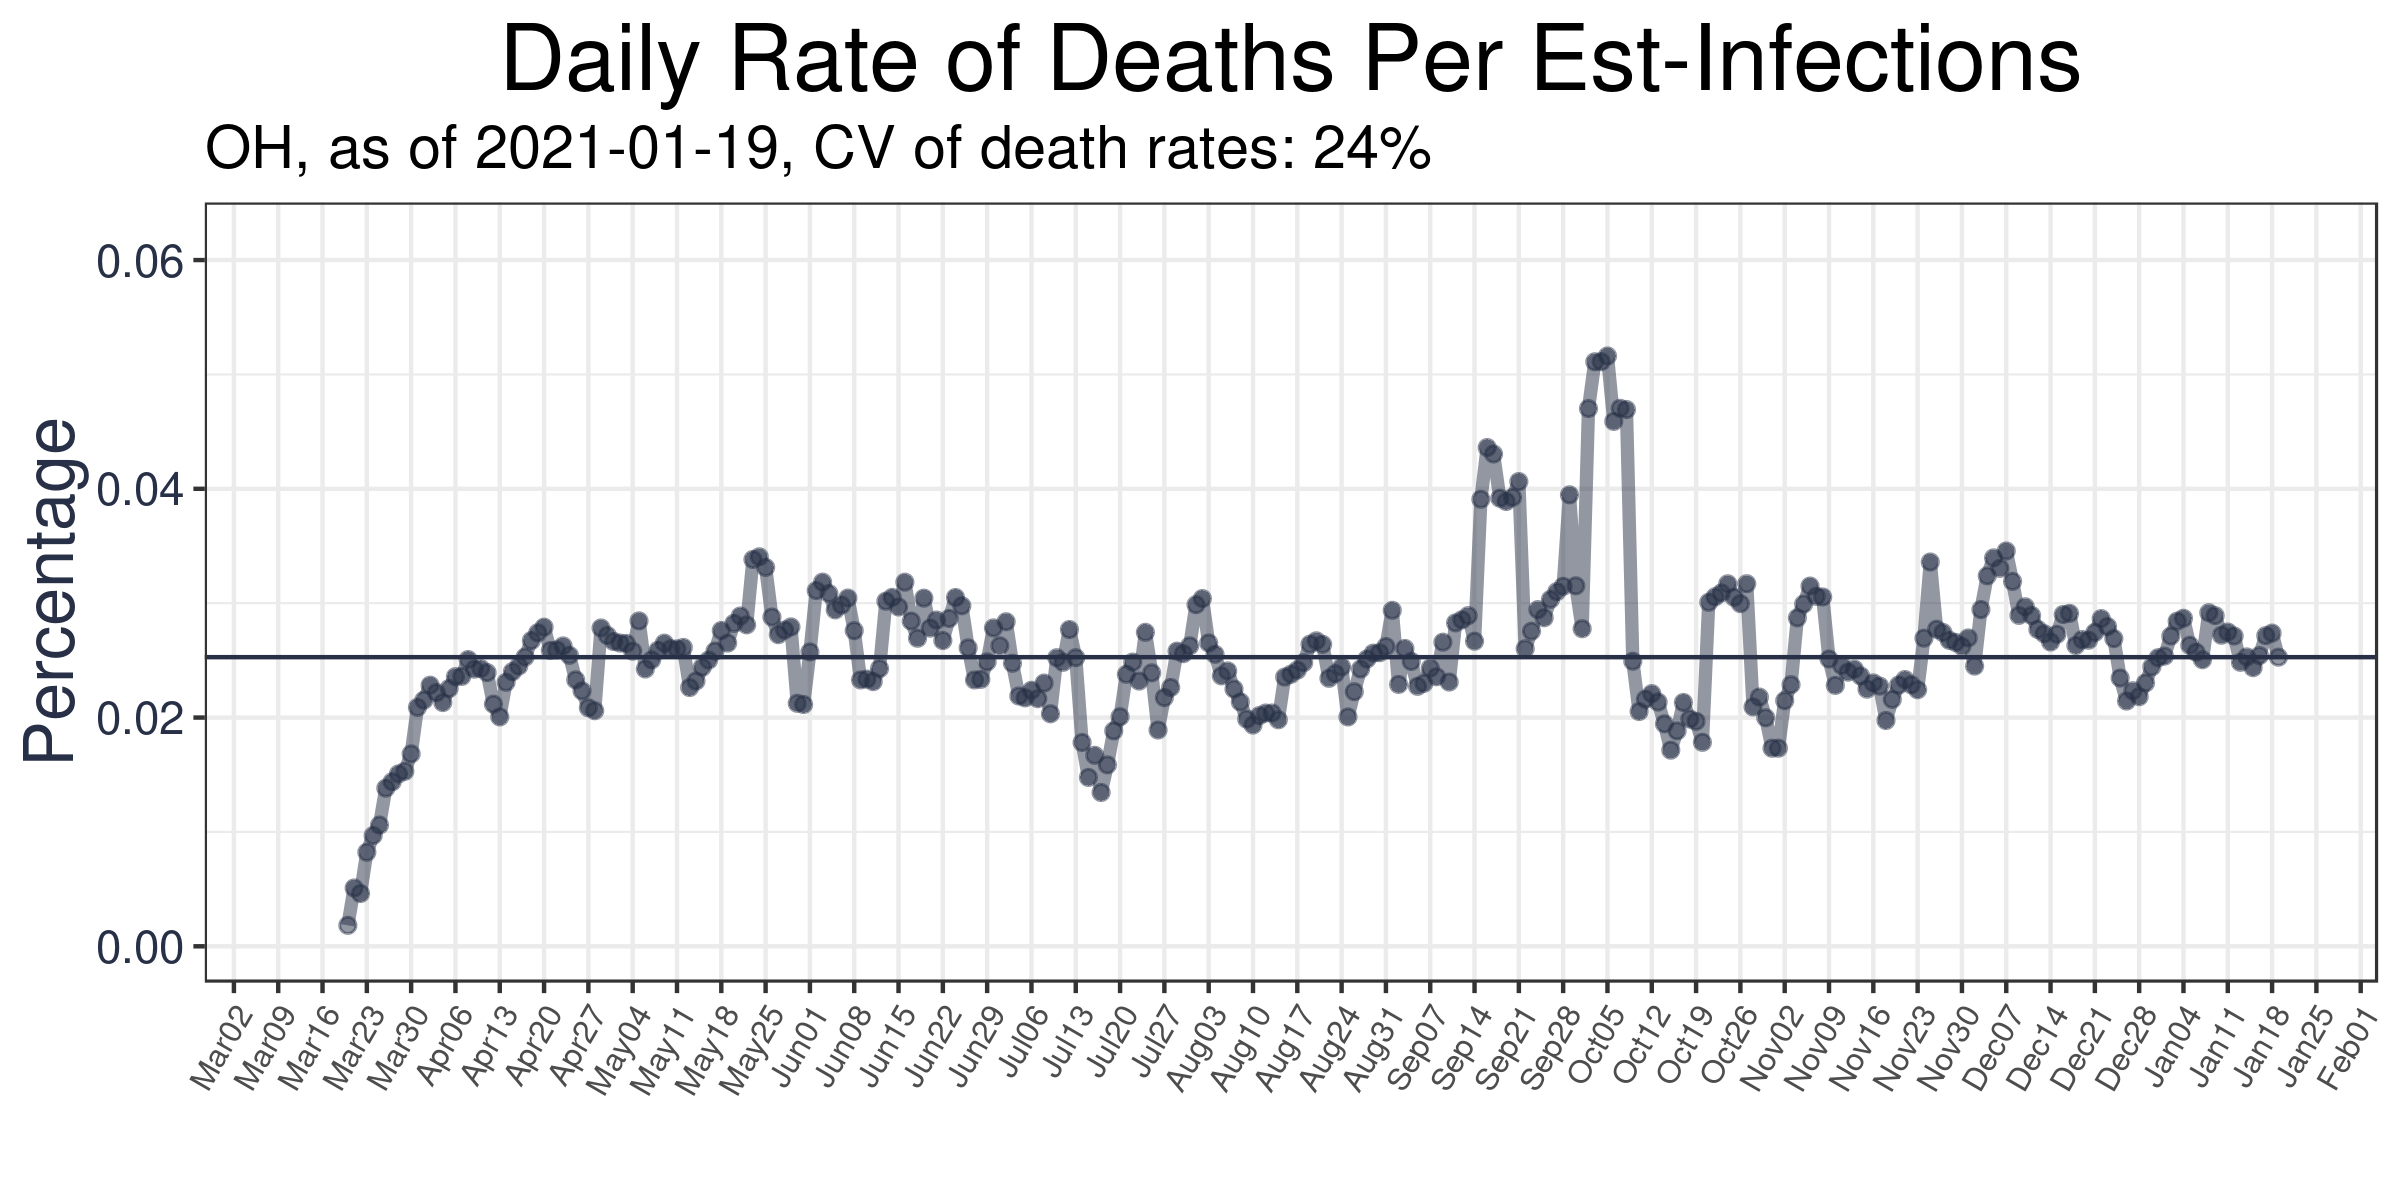 Daily Rate of Deaths Per Est-Infections
OH, as of 2021-01-19, CV of death rates: 24%
Percentage
0.06
0.04
0.02
0.00
Mar02
Mar09
Mar16
Mar23
Mar30
Apr06
Apr13
Apr20
Apr27
May04
May11
May18
May25
Jun01
Jun08
Jun15
Jun22
Jun29
Jul06
Jul13
Jul20
Jul27
Aug03
Aug10
Aug17
Aug24
Aug31
Sep07
Sep14
Sep21
Sep28
Oct05
Oct12
Oct19
Oct26
Nov02
Nov09
Nov16
Nov23
Nov30
Dec07
Dec14
Dec21
Dec28
Jan04
Jan11
Jan18
Jan25
Feb01